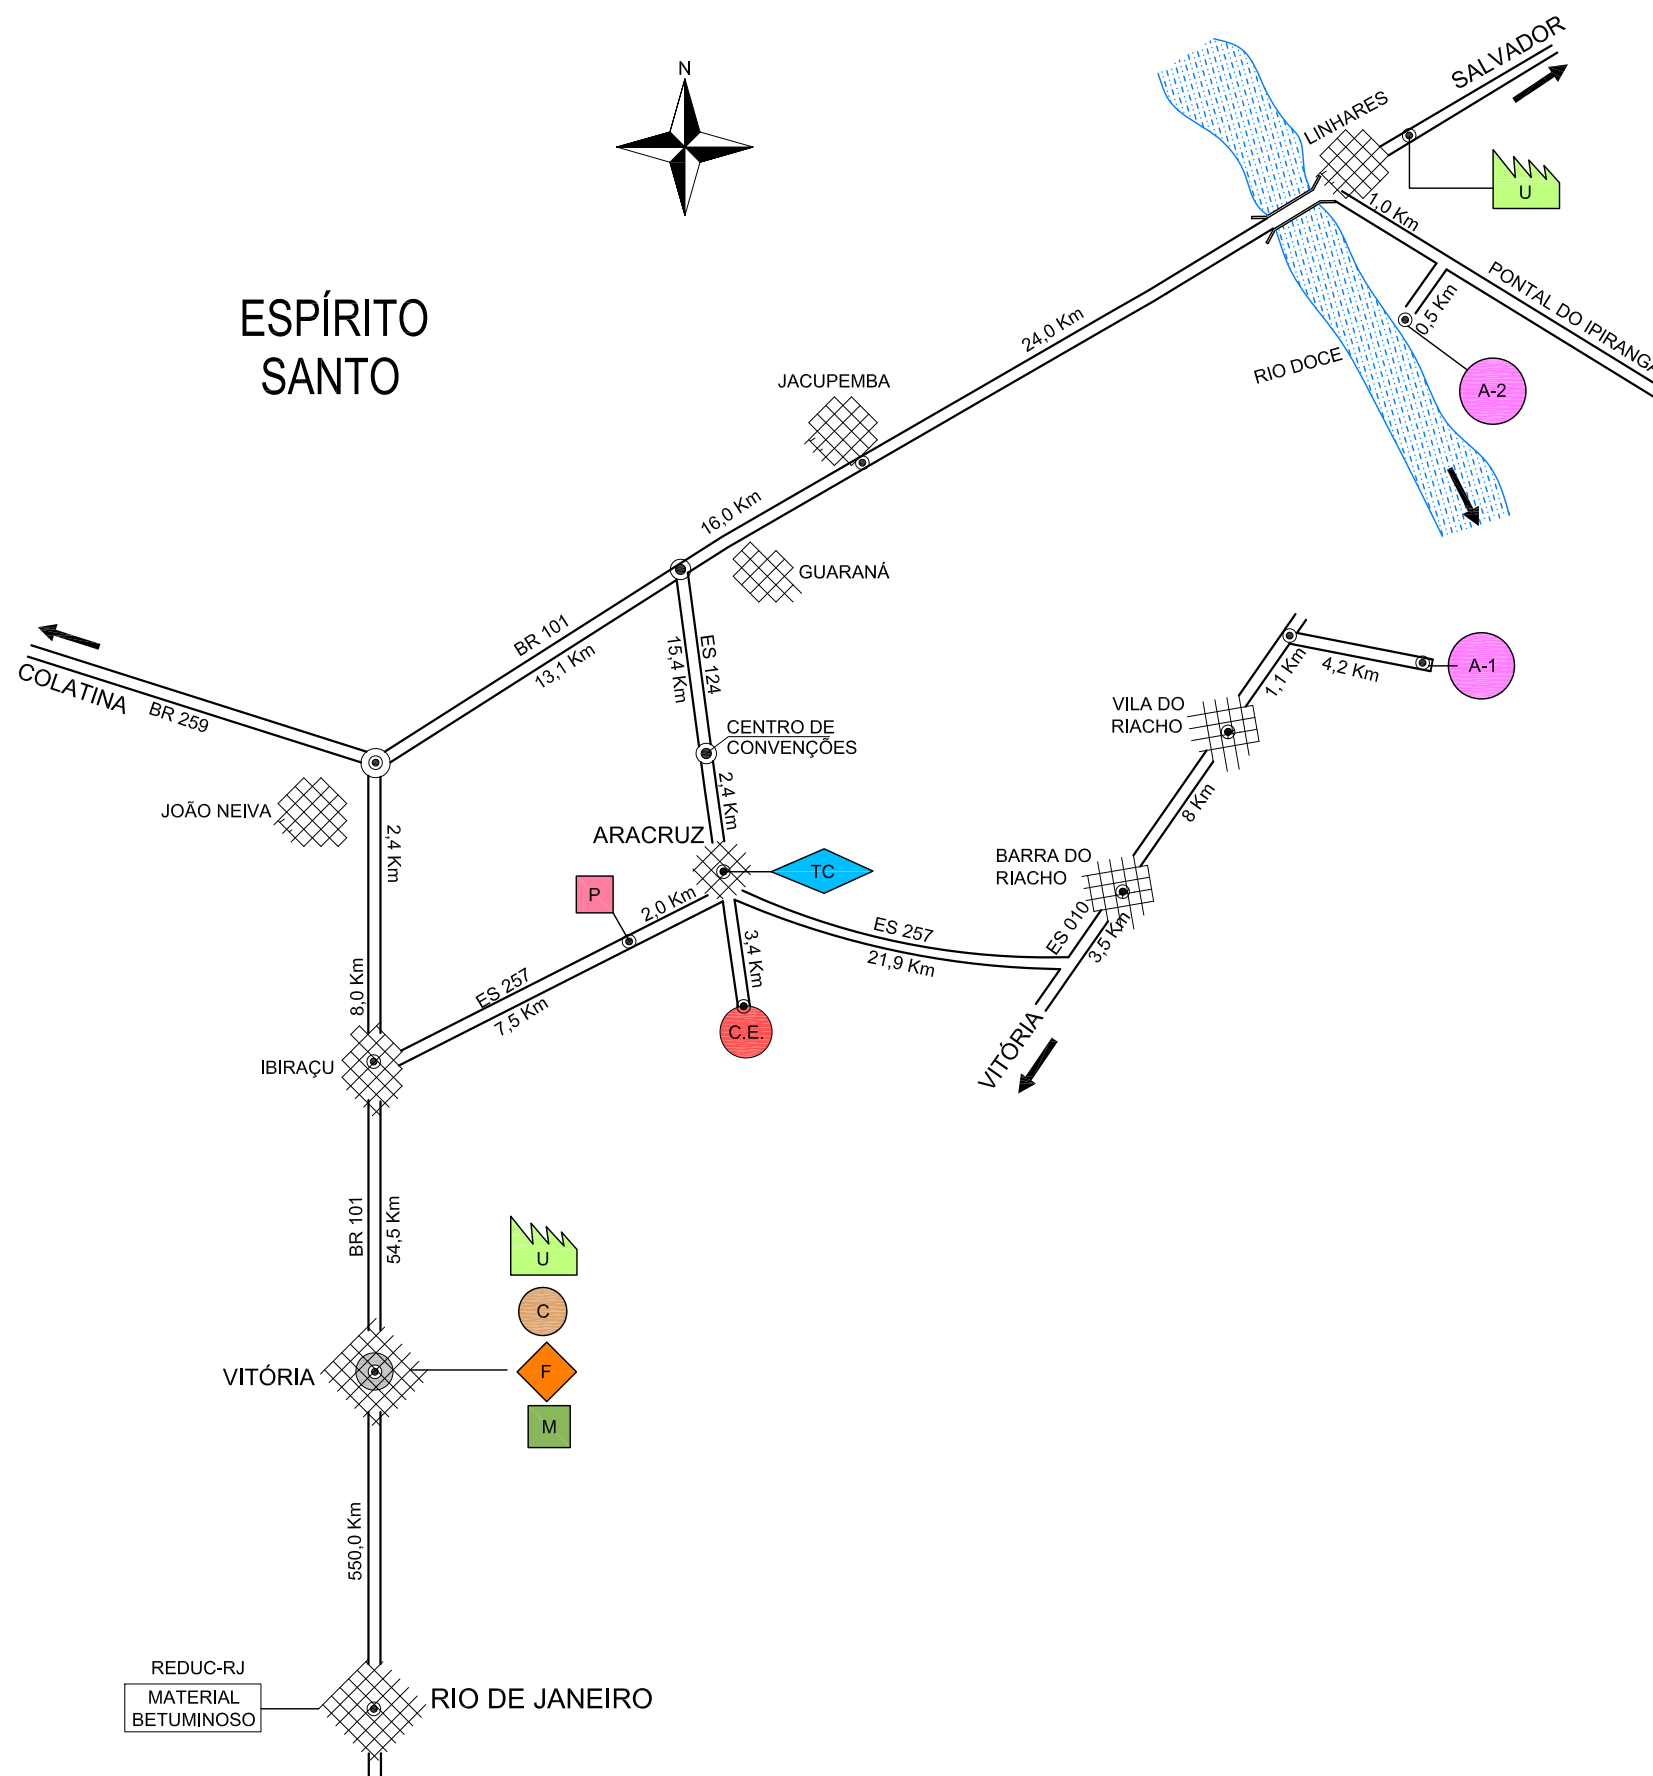 SALVADOR
N
LINHARES
U
1,0 Km
PONTAL DO IPIRANGA
0,5 Km
ESPÍRITO
SANTO
24,0 Km
RIO DOCE
A-2
JACUPEMBA
16,0 Km
GUARANÁ
BR 101
13,1 Km
ES 124
15,4 Km
COLATINA
BR 259
4,2 Km
A-1
1,1 Km
VILA DO
RIACHO
CENTRO DE
CONVENÇÕES
JOÃO NEIVA
2,4 Km
2,4 Km
8 Km
ARACRUZ
TC
BARRA DO
RIACHO
P
2,0 Km
ES 257
21,9 Km
ES 010
3,5 Km
3,4 Km
8,0 Km
ES 257
7,5 Km
C.E.
VITÓRIA
IBIRAÇU
BR 101
54,5 Km
U
C
VITÓRIA
F
M
550,0 Km
REDUC-RJ
MATERIAL
BETUMINOSO
RIO DE JANEIRO